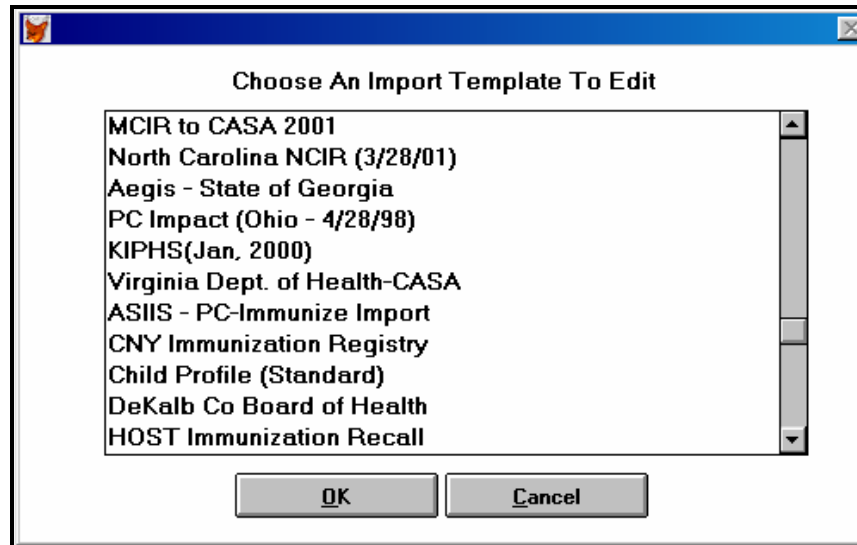 Choose An Import Template To Edit
MCIR to CASA 2001
North Carolina NCIR (3/28/01)
Aegis - State of Georgia
PC Impact (Ohio - 4/28/98)
KIPHS(Jan, 2000)
Virginia Dept. of Health-CASA
ASIIS - PC-Immunize Import
CNY Immunization Registry
Child Profile (Standard)
DeKalb Co Board of Health
HOST Immunization Recall
OK Cancel